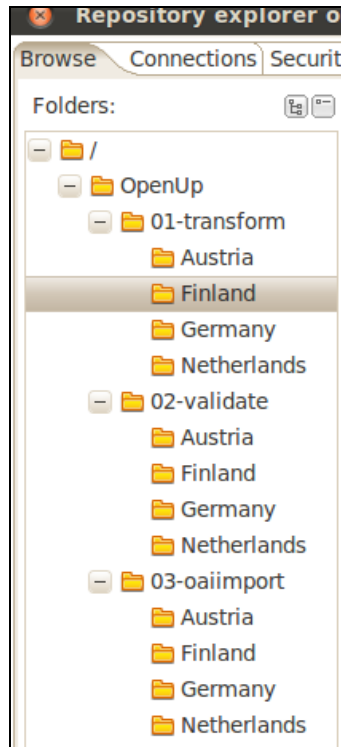 Repository explorer o
Browse Connections Securit
Folders:
/
OpenUp
01-transform
Austria
Finland
Germany
Netherlands
02-validate
Austria
Finland
Germany
Netherlands
03-oaiimport
Austria
Finland
Germany
Netherlands